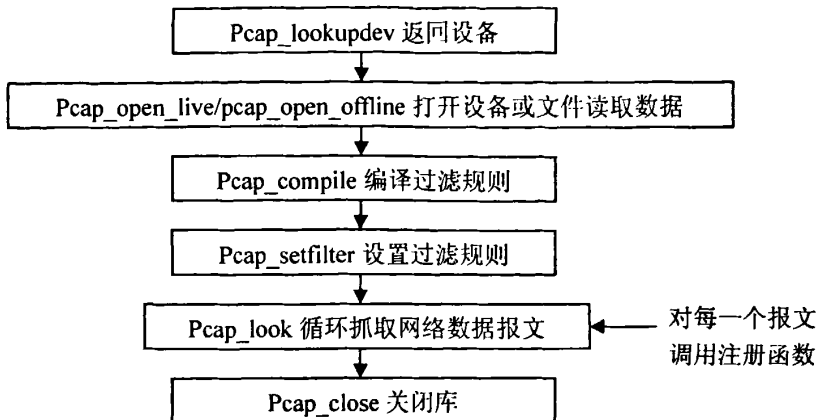 Pcap_lookupdev 返回设备
Pcap_open_live/pcap_open_offline 打开设备或文件读取数据
Pcap_compile 编译过滤规则
Pcap_setfilter 设置过滤规则
Pcap_look 循环抓取网络数据报文
对每一个报文
调用注册函数
Pcap_close 关闭库